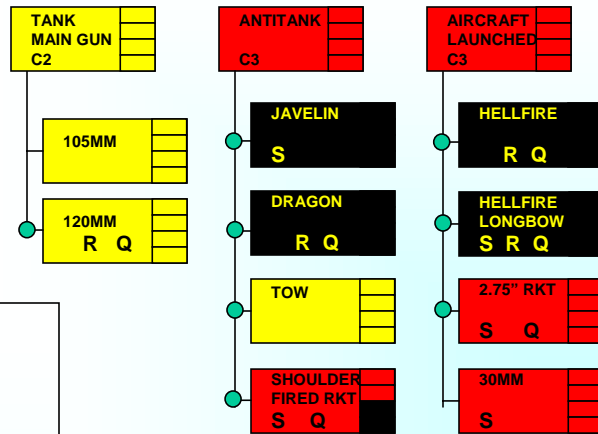 TANK
MAIN GUN
C2
105MM
120MM
R Q
ANTITANK
C3
JAVELIN
S
DRAGON
R Q
TOW
SHOULDER
FIRED RKT
S Q
AIRCRAFT
LAUNCHED
C3
HELLFIRE
R Q
HELLFIRE
LONGBOW
S R Q
2.75” RKT
S Q
30MM
S